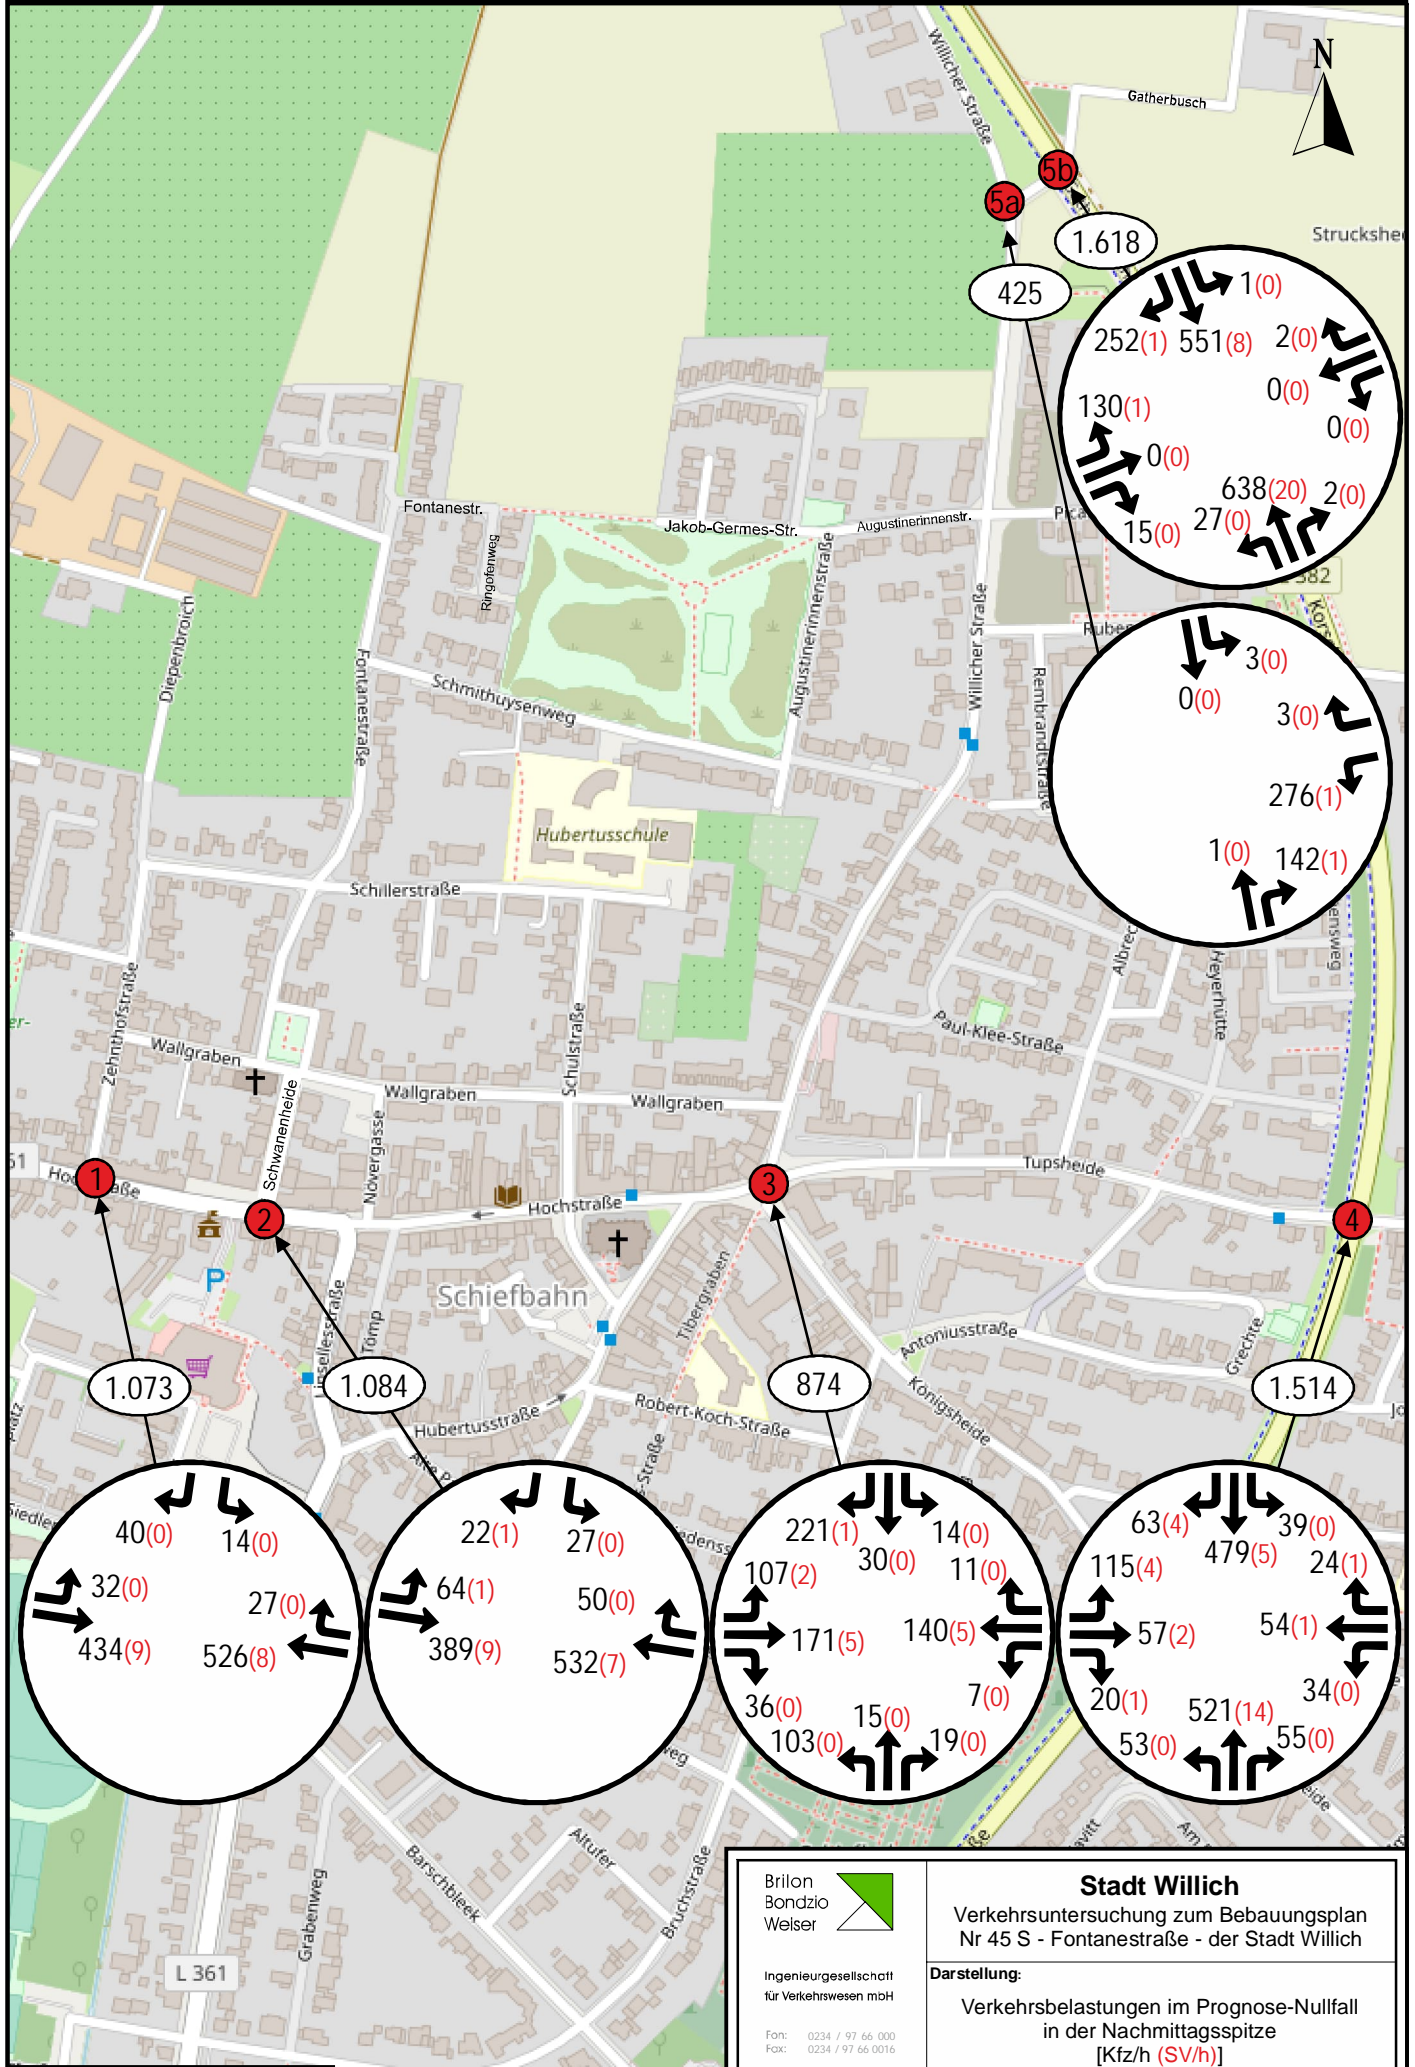 N
Willicher Straße
Gatherbusch
5b
5a
1.618
425
1(0)
252(1) 551(8) 2(0)
0(0)
130(1)
0(0)
0(0)
638(20) 2(0)
27(0)
15(0)
Fontanestr.
Jakob-Germes-Str.
Augustinerinnenstr.
Ringofenweg
Augustinerinnenstraße
Diepenbroich
Fontanestraße
Schmithuysenweg
Willicher Straße
Rembrandtstraße
382
3(0)
0(0)
3(0)
276(1)
1(0)
142(1)
Hubertusschule
Schillerstraße
Zehnthofstraße
Schulstraße
Heyerhütte
Paul-Klee-Straße
Wallgraben
Wallgraben
Wallgraben
Schwanenheide
Növergasse
Hochstraße
Tupsheide
1
2
3
4
P
Schiefbahn
Tibergraben
Tömp
Antoniusstraße
Grechte
Königsheide
Hubertusstraße
Robert-Koch-Straße
1.073
1.084
874
1.514
40(0)
14(0)
32(0)
27(0)
434(9)
526(8)
22(1)
27(0)
64(1)
50(0)
389(9)
532(7)
221(1)
14(0)
30(0)
107(2)
11(0)
171(5)
140(5)
36(0)
7(0)
15(0)
103(0)
19(0)
63(4)
39(0)
479(5)
115(4)
24(1)
57(2)
54(1)
20(1)
34(0)
521(14)
53(0)
55(0)
Barschbleek
Altufer
Bruchstraße
Grabenweg
L 361
Brilon
Bondzio
Weiser
Ingenieurgesellschaft
für Verkehrswesen mbH
Fon: 0234 / 97 66 000
Fax: 0234 / 97 66 0016
Stadt Willich
Verkehrsuntersuchung zum Bebauungsplan
Nr 45 S - Fontanestraße - der Stadt Willich
Darstellung:
Verkehrsbelastungen im Prognose-Nullfall
in der Nachmittagsspitze
[Kfz/h (SV/h)]